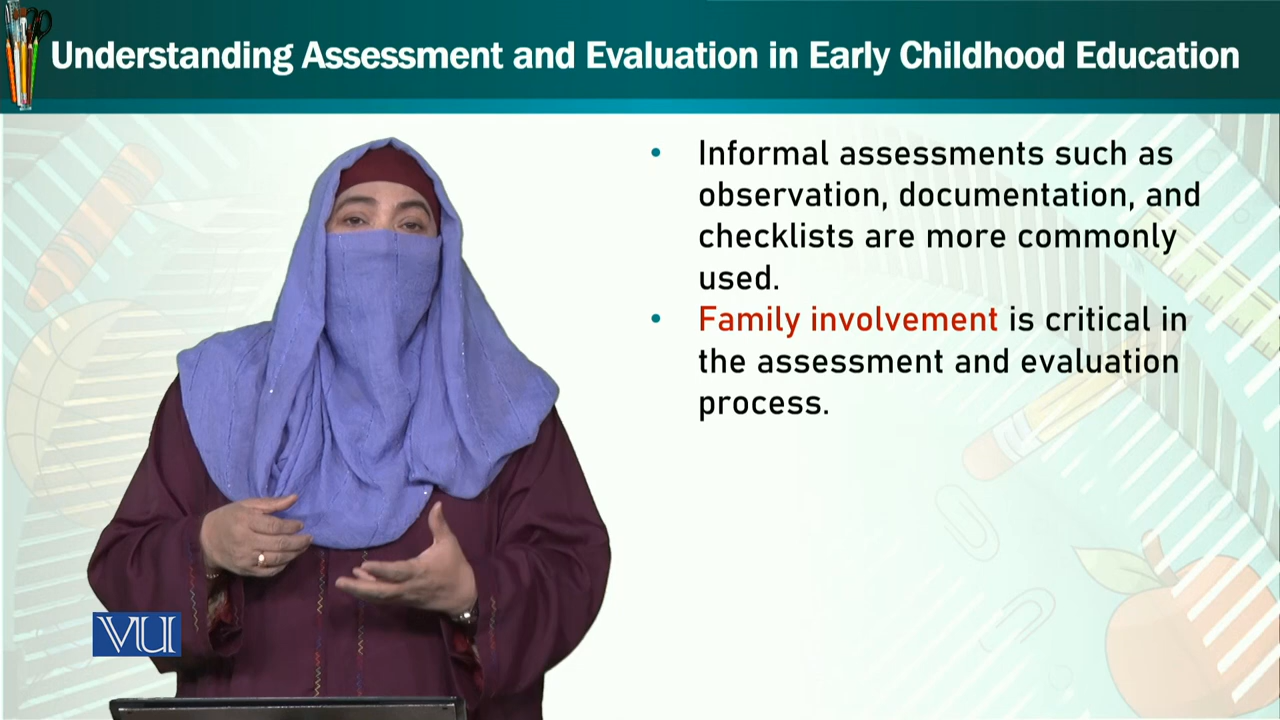 Understanding Assessment and Evaluation in Early Childhood Education
• Informal assessments such as
observation, documentation, and
checklists are more commonly
used.
• Family involvement is critical in
the assessment and evaluation
process.
VU